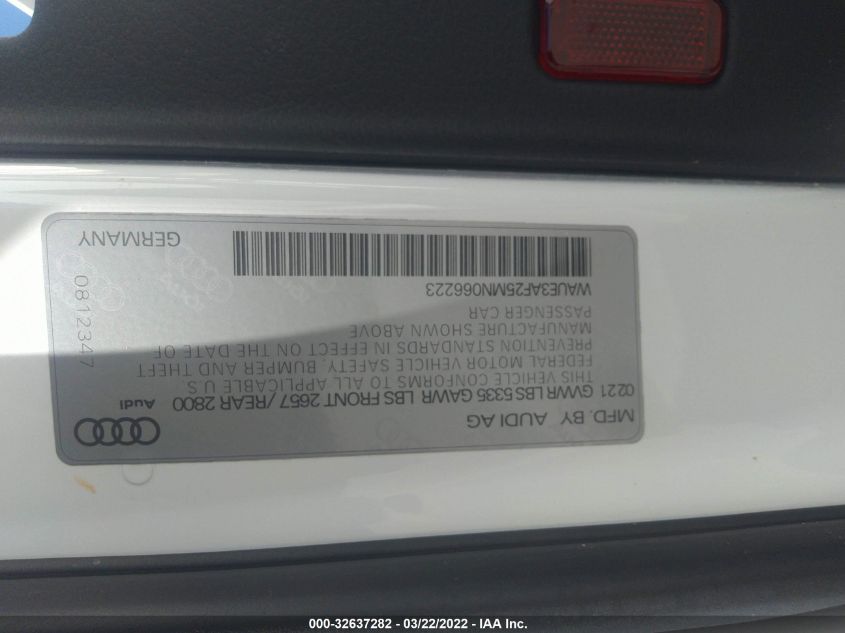 MFD. BY AUDI AG
0221 GWWR LBS 5335 GAWR LBS FRONT 2657 / REAR 2800
THIS VEHICLE CONFORMS TO ALL APPLICABLE U.S.
FEDERAL MOTOR VEHICLE SAFETY, BUMPER AND THEFT
PREVENTION STANDARDS IN EFFECT ON THE DATE OF
MANUFACTURE SHOWN ABOVE
PASSENGER CAR
WAUE3AF25MN066223
Audi
0812347
GERMANY
000-32637282 - 03/22/2022 - IAA Inc.